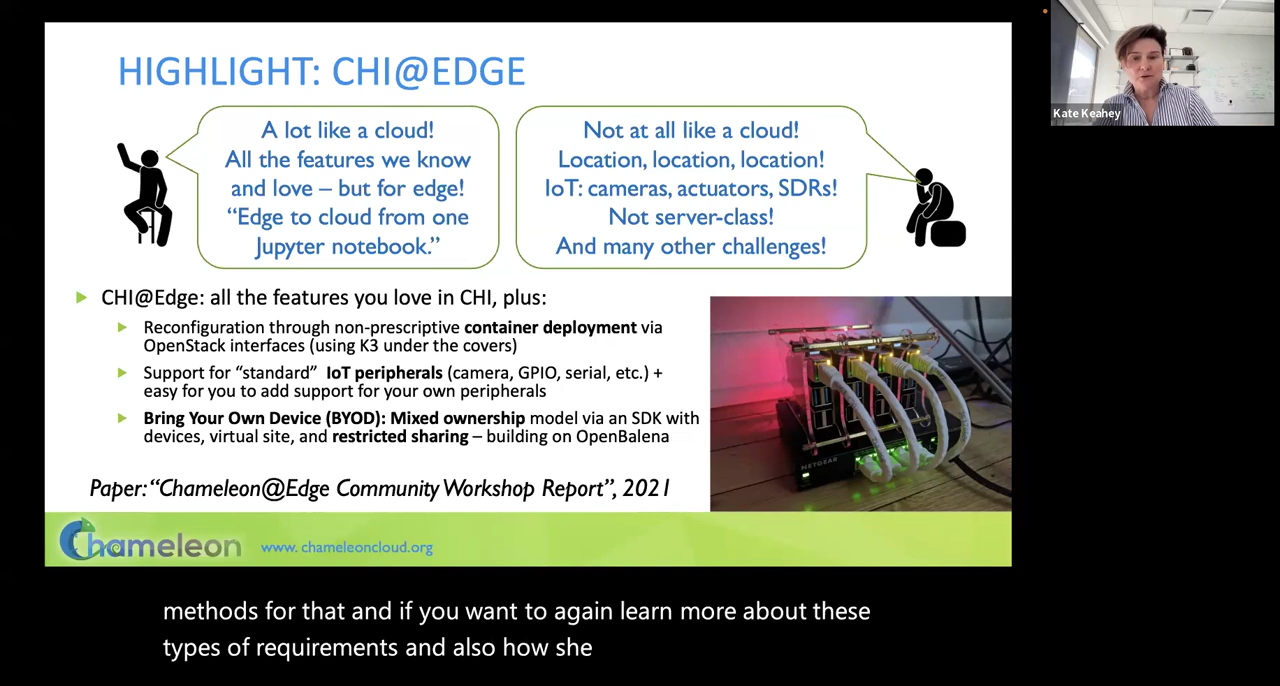 HIGHLIGHT: CHI@EDGE
A lot like a cloud!
All the features we know
and love – but for edge!
“Edge to cloud from one
Jupyter notebook.”
Not at all like a cloud!
Location, location, location!
IoT: cameras, actuators, SDRs!
Not server-class!
And many other challenges!
CHI@Edge: all the features you love in CHI, plus:
Reconfiguration through non-prescriptive container deployment via
OpenStack interfaces (using K3 under the covers)
Support for “standard” IoT peripherals (camera, GPIO, serial, etc.) +
easy for you to add support for your own peripherals
Bring Your Own Device (BYOD): Mixed ownership model via an SDK with
devices, virtual site, and restricted sharing – building on OpenBalena
Paper: “Chameleon@Edge Community Workshop Report”, 2021
NETGEAR
Chameleon
www. chameleoncloud.org
Kate Keahey
methods for that and if you want to again learn more about these
types of requirements and also how she